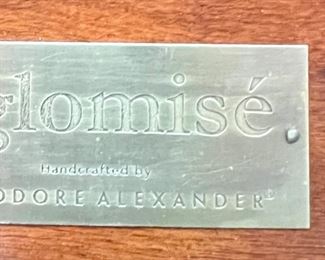 glomisé
Handcrafted by
ODORE ALEXANDER®